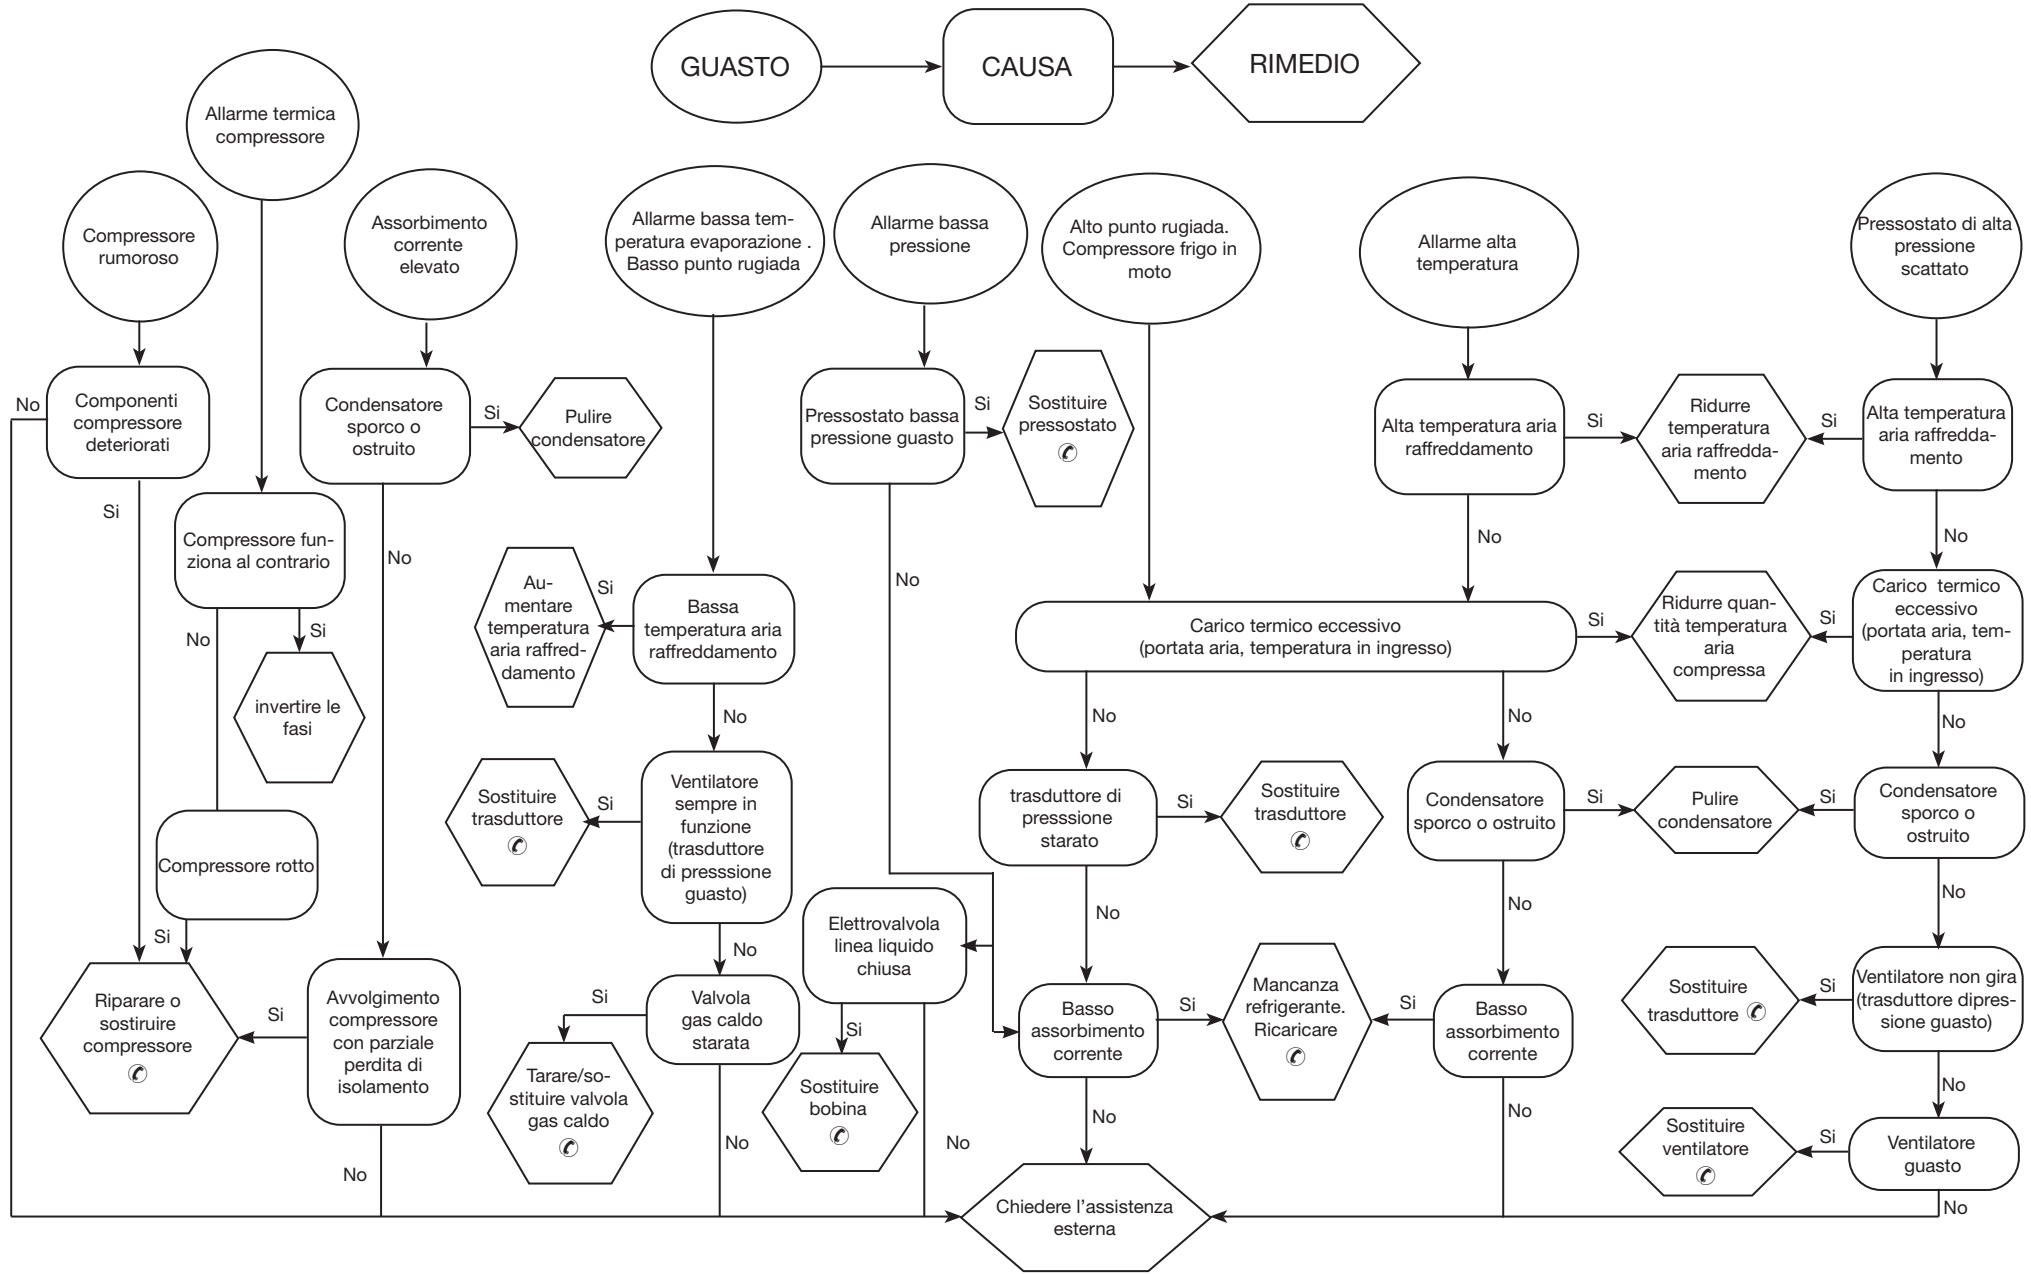 GUASTO
CAUSA
RIMEDIO
Allarme termica
compressore
Compressore
rumoroso
Assorbimento
corrente
elevato
Allarme bassa tem-
peratura evaporazione .
Basso punto rugiada
Allarme bassa
pressione
Alto punto rugiada.
Compressore frigo in
moto
Allarme alta
temperatura
Pressostato di alta
pressione
scattato
No
Componenti
compressore
deteriorati
Si
Condensatore
sporco o
ostruito
Si
Pulire
condensatore
No
Pressostato bassa
pressione guasto
Si
Sostituire
pressostato
No
Alta temperatura aria
raffreddamento
Si
Ridurre
temperatura
aria raffredda-
mento
Si
Alta temperatura
aria raffredda-
mento
No
No
Compressore fun-
ziona al contrario
No
Si
invertire le
fasi
Au-
mentare
temperatura
aria raffred-
damento
Si
Bassa
temperatura aria
raffreddamento
No
Carico termico eccessivo
(portata aria, temperatura in ingresso)
Si
Ridurre quan-
tità temperatura
aria
compressa
Si
Carico termico
eccessivo
(portata aria, tem-
peratura
in ingresso)
No
No
No
Sostituire
trasduttore
Si
Ventilatore
sempre in
funzione
(trasduttore
di presssione
guasto)
No
trasduttore di
presssione
starato
Si
Sostituire
trasduttore
No
Condensatore
sporco o ostruito
Si
Pulire
condensatore
Si
Condensatore
sporco o
ostruito
No
No
Compressore rotto
Si
Riparare o
sostiruire
compressore
Si
Avvolgimento
compressore
con parziale
perdita di
isolamento
No
Si
Valvola
gas caldo
starata
No
Tarare/so-
stituire valvola
gas caldo
Elettrovalvola
linea liquido
chiusa
Si
Sostituire
bobina
No
Basso
assorbimento
corrente
Si
Mancanza
refrigerante.
Ricaricare
Si
Basso
assorbimento
corrente
No
No
Sostituire
trasduttore
Si
Ventilatore non gira
(trasduttore dipres-
sione guasto)
No
Sostituire
ventilatore
Si
Ventilatore
guasto
No
Chiedere l'assistenza
esterna